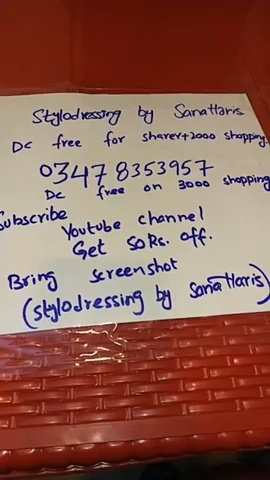 Stylodressing by SanaHaris
Dc free for sharer+2000 shopping
03478353957
Dc free on 3000 shopping
Subscribe
Youtube channel
Get 50Rs. off.
Bring screenshot
(stylodressing by SanaHaris)